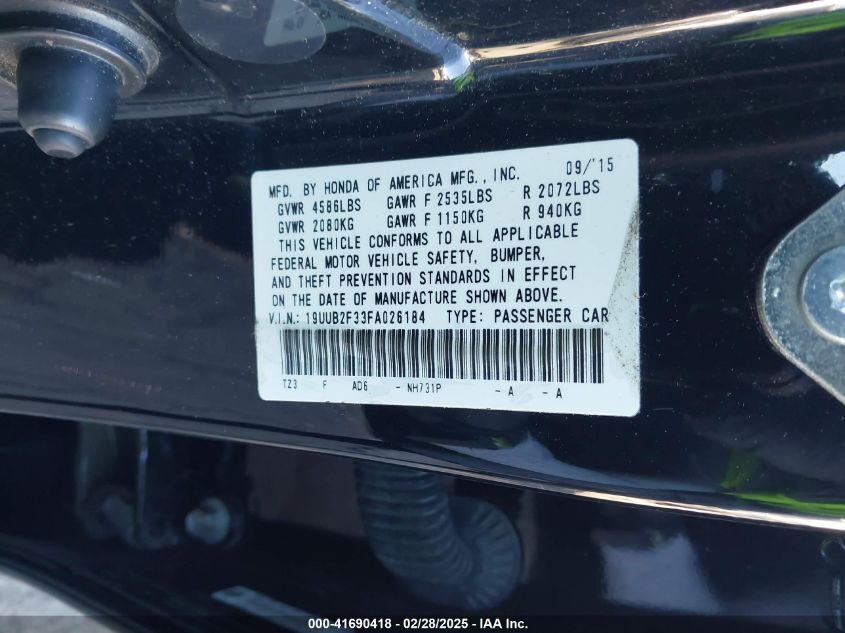 MFD. BY HONDA OF AMERICA MFG., INC. 09/'15
GVWR 4586LBS GAWR F 2535LBS R 2072LBS
GVWR 2080KG GAWR F 1150KG R 940KG
THIS VEHICLE CONFORMS TO ALL APPLICABLE
FEDERAL MOTOR VEHICLE SAFETY, BUMPER,
AND THEFT PREVENTION STANDARDS IN EFFECT
ON THE DATE OF MANUFACTURE SHOWN ABOVE.
V.I.N.: 19UUB2F33FA026184 TYPE: PASSENGER CAR
TZ3 F AD6 - NH731P - A - A
000-41690418 - 02/28/2025 - IAA Inc.